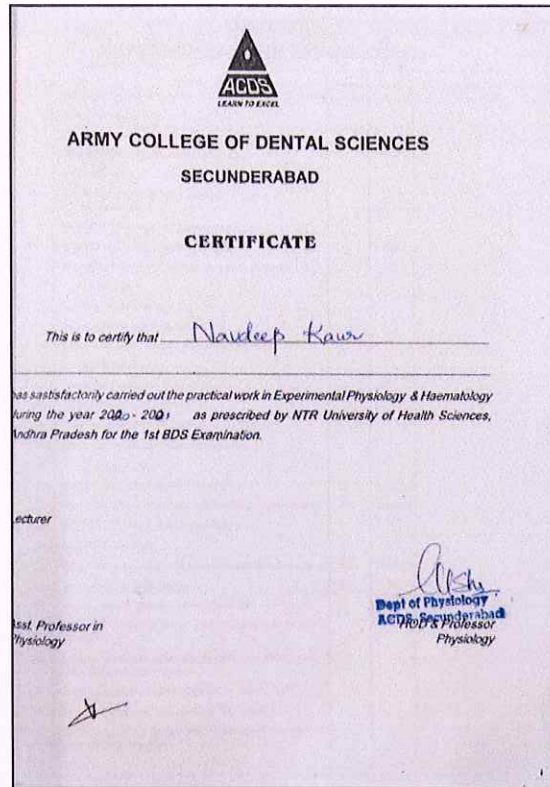 ACDS
LEARN TO EXCEL
ARMY COLLEGE OF DENTAL SCIENCES
SECUNDERABAD
CERTIFICATE
This is to certify that Navdeep Kaur
has sastisfactorily carried out the practical work in Experimental Physiology & Haematology
during the year 2020 - 2021 as prescribed by NTR University of Health Sciences,
Andhra Pradesh for the 1st BDS Examination.
ecturer
Dept of Physiology
ACDS, Secunderabad
HOD & Professor
Physiology
Asst. Professor in
Physiology